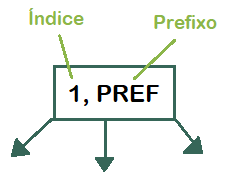 Índice
Prefixo
1, PREF